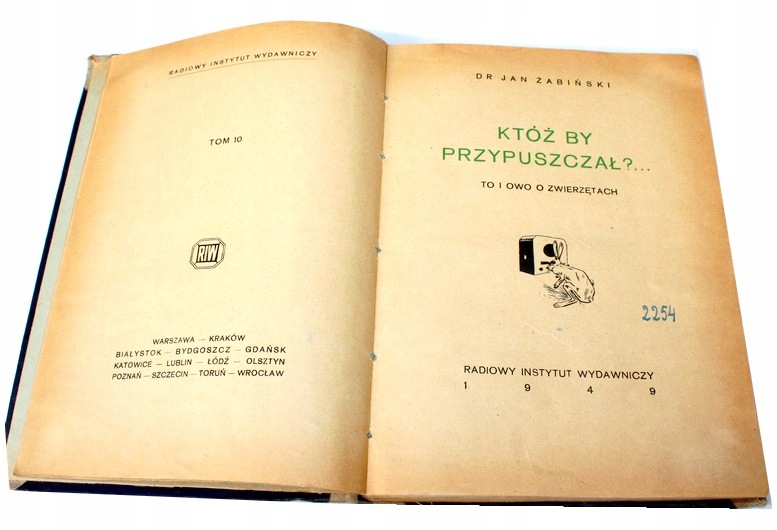 RADIOWY INSTYTUT WYDAWNICZY
TOM 10
RIW
WARSZAWA — KRAKÓW
BIAŁYSTOK — BYDGOSZCZ — GDAŃSK
KATOWICE — LUBLIN — ŁÓDŹ — OLSZTYN
POZNAŃ — SZCZECIN — TORUŃ — WROCŁAW
DR JAN ŻABIŃSKI
KTÓŻ BY
PRZYPUSZCZAŁ?...
TO I OWO O ZWIERZĘTACH
2254
RADIOWY INSTYTUT WYDAWNICZY
1 9 4 9